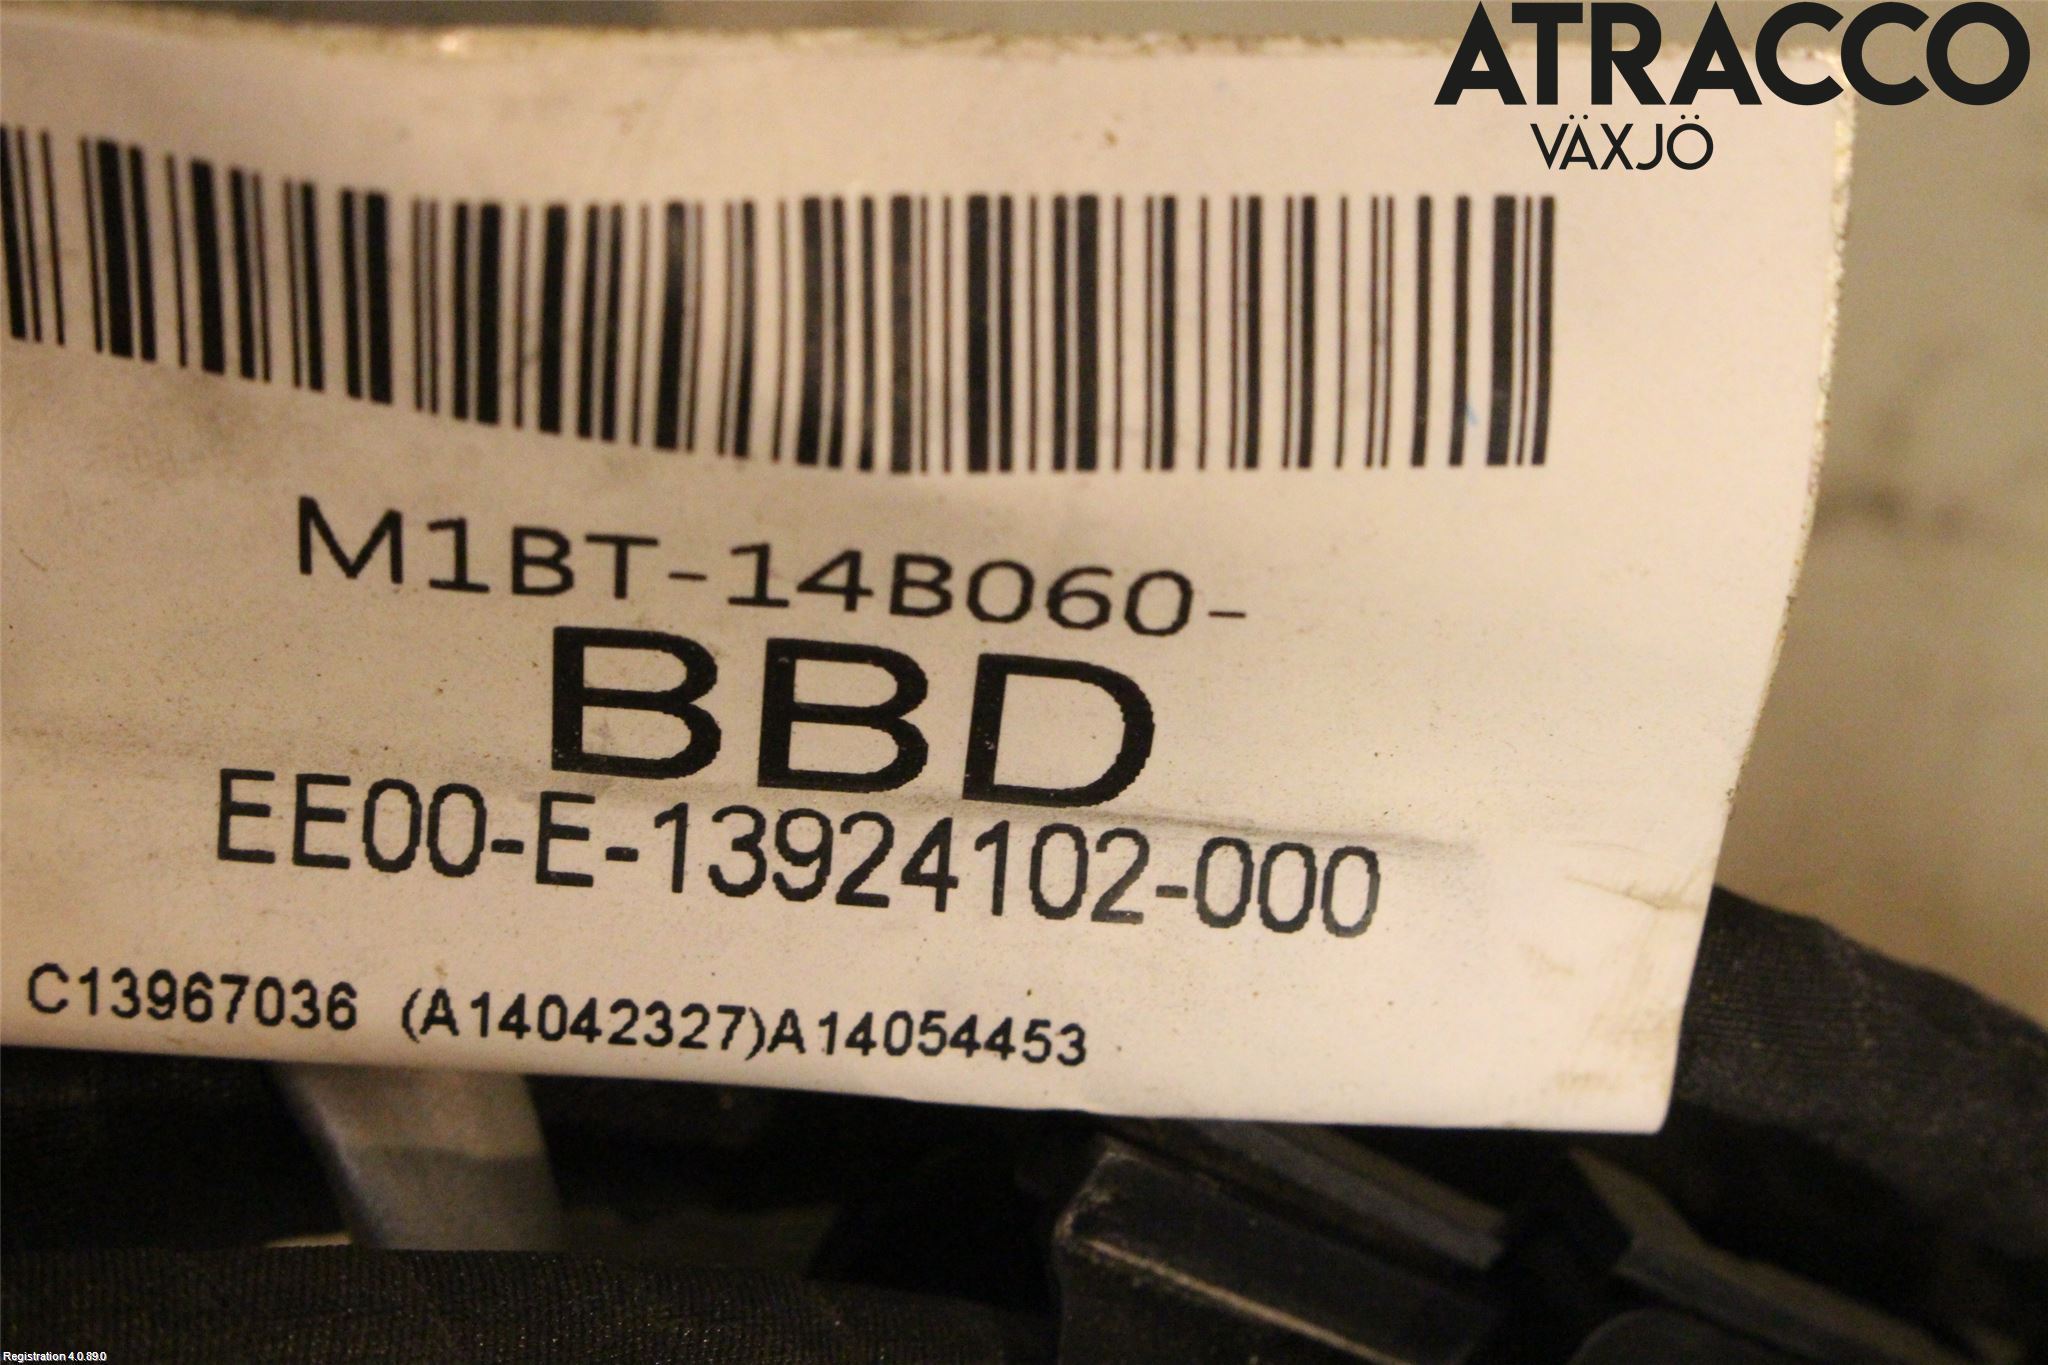 ATRACCO
VÄXJÖ
M1BT-14B060-
BBD
EE00-E-13924102-000
C13967036 (A14042327)A14054453
Registration 4.0.89.0